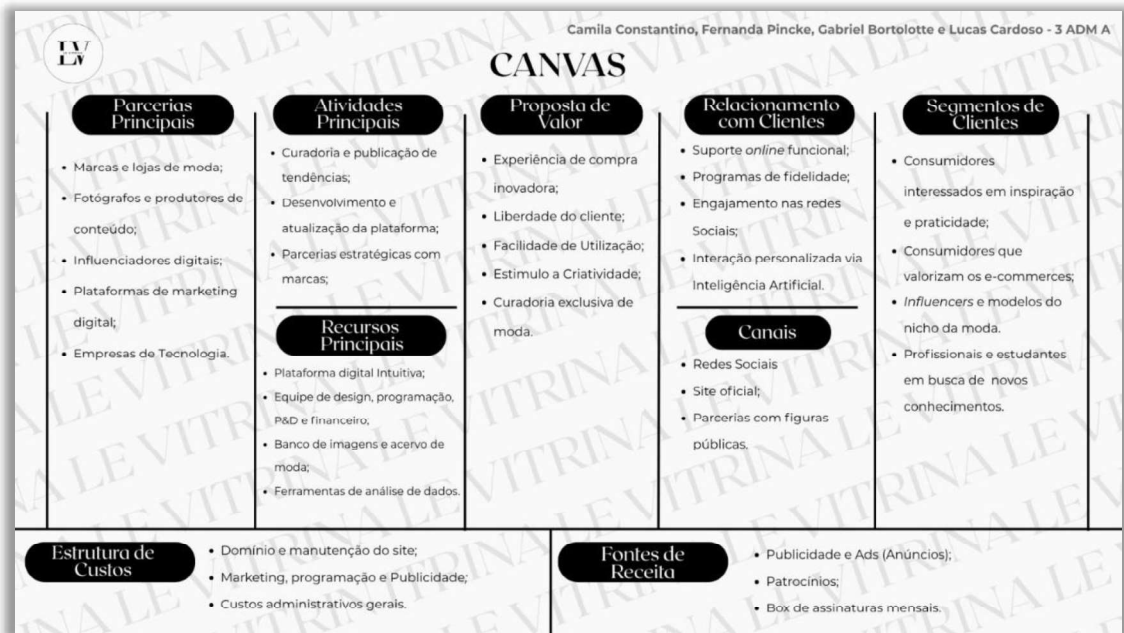 Camila Constantino, Fernanda Pincke, Gabriel Bortolotte e Lucas Cardoso - 3 ADM A
LV
CANVAS
Parcerias
Principais
• Marcas e lojas de moda;
• Fotógrafos e produtores de
conteúdo;
• Influenciadores digitais;
• Plataformas de marketing
digital;
• Empresas de Tecnologia.
Atividades
Principais
• Curadoria e publicação de
tendências;
• Desenvolvimento e
atualização da plataforma;
• Parcerias estratégicas com
marcas;
Recursos
Principais
• Plataforma digital Intuitiva;
• Equipe de design, programação,
P&D e financeiro;
• Banco de imagens e acervo de
moda;
• Ferramentas de análise de dados.
Proposta de
Valor
• Experiência de compra
inovadora;
• Liberdade do cliente;
• Facilidade de Utilização;
• Estimulo a Criatividade;
• Curadoria exclusiva de
moda.
Relacionamento
com Clientes
• Suporte online funcional;
• Programas de fidelidade;
• Engajamento nas redes
Sociais;
• Interação personalizada via
Inteligência Artificial.
Canais
• Redes Sociais
• Site oficial;
• Parcerias com figuras
públicas.
Segmentos de
Clientes
• Consumidores
interessados em inspiração
e praticidade;
• Consumidores que
valorizam os e-commerces;
• Influencers e modelos do
nicho da moda.
• Profissionais e estudantes
em busca de novos
conhecimentos.
Estrutura de
Custos
• Domínio e manutenção do site;
• Marketing, programação e Publicidade;
• Custos administrativos gerais.
Fontes de
Receita
• Publicidade e Ads (Anúncios);
• Patrocínios;
• Box de assinaturas mensais.